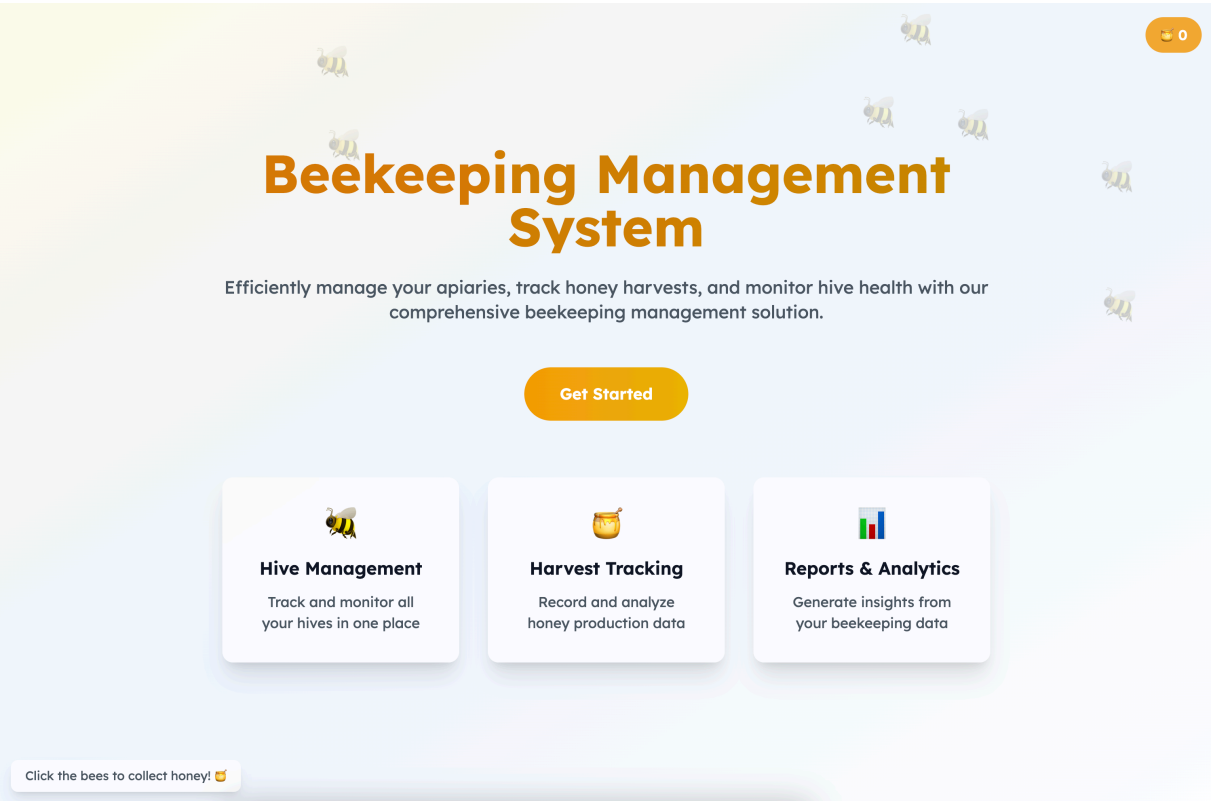 🍯 0
Beekeeping Management
System
Efficiently manage your apiaries, track honey harvests, and monitor hive health with our
comprehensive beekeeping management solution.
Get Started
Hive Management
Track and monitor all
your hives in one place
Harvest Tracking
Record and analyze
honey production data
Reports & Analytics
Generate insights from
your beekeeping data
Click the bees to collect honey! 🍯